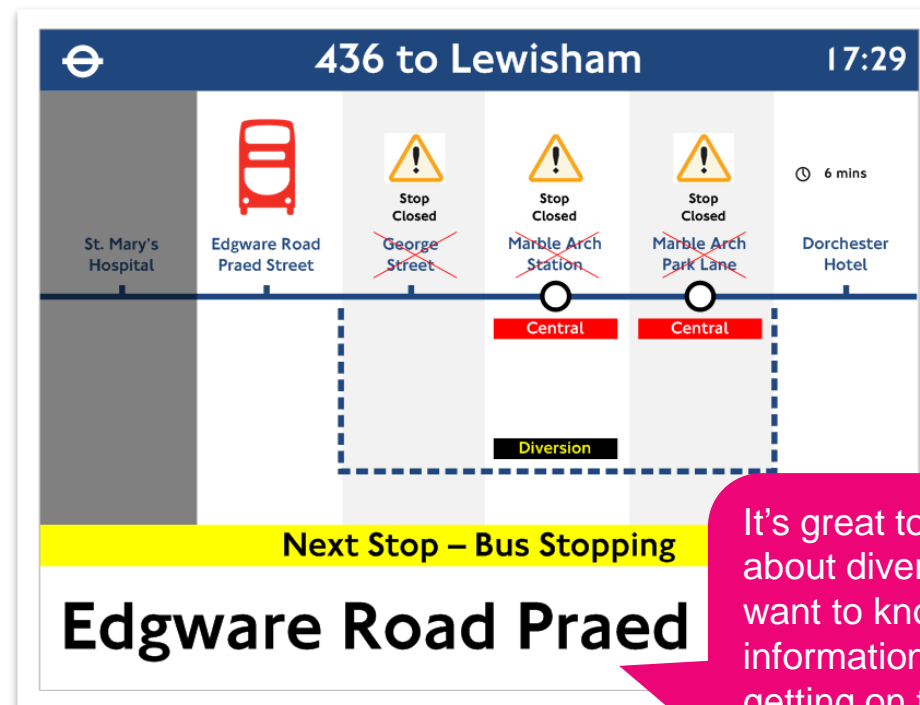 436 to Lewisham
17:29
Stop
Closed
Stop
Closed
Stop
Closed
6 mins
St. Mary's
Hospital
Edgware Road
Praed Street
George
Street
Marble Arch
Station
Marble Arch
Park Lane
Dorchester
Hotel
Central
Central
Diversion
Next Stop – Bus Stopping
Edgware Road Praed
It's great to
about
want to
information
getting on